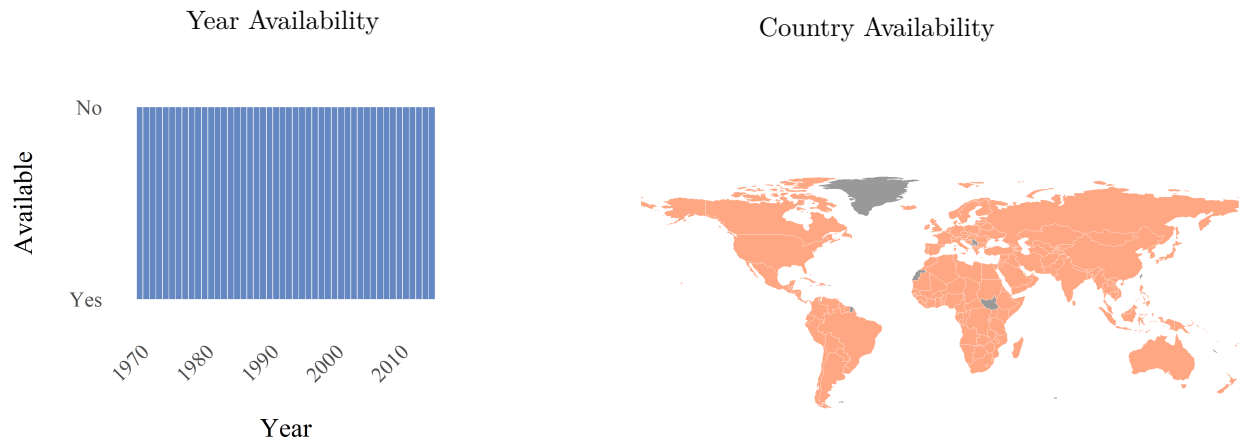 Year Availability
Available
No
Yes
1970
1980
1990
2000
2010
Year
Country Availability